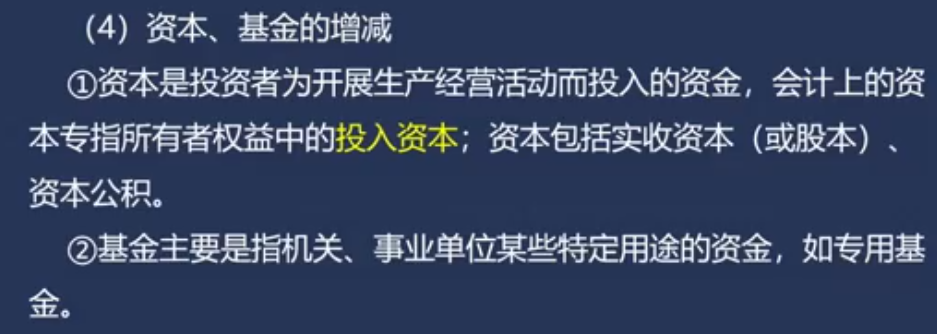 （4）资本、基金的增减
①资本是投资者为开展生产经营活动而投入的资金，会计上的资
本专指所有者权益中的投入资本；资本包括实收资本（或股本）、
资本公积。
②基金主要是指机关、事业单位某些特定用途的资金，如专用基
金。